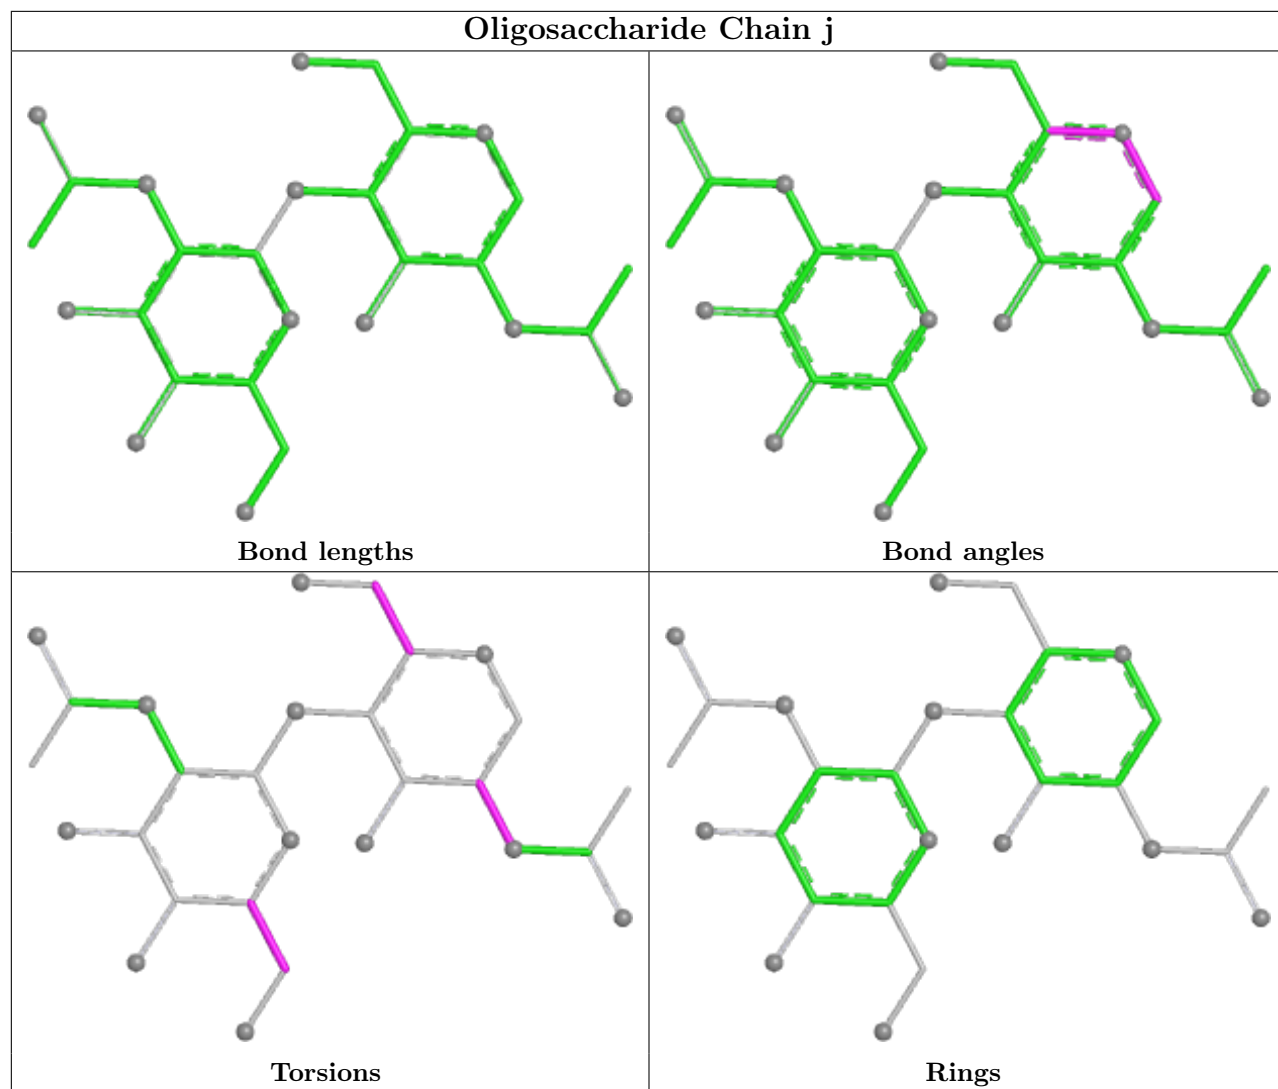 Oligosaccharide Chain j
Bond lengths
Bond angles
Torsions
Rings